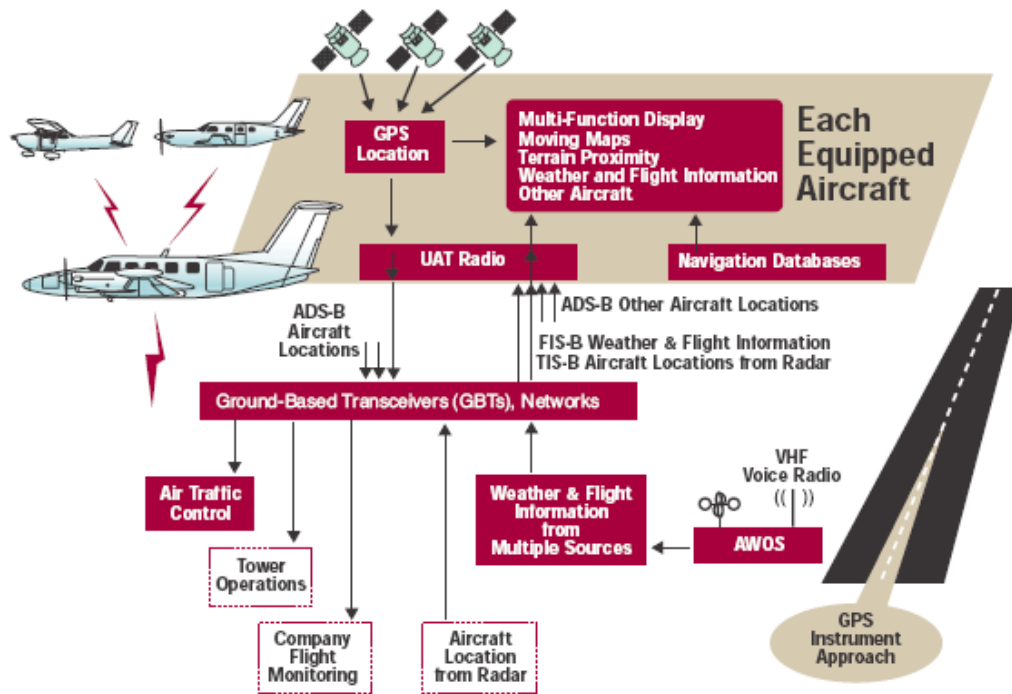 GPS
Location
Multi-Function Display
Moving Maps
Terrain Proximity
Weather and Flight Information
Other Aircraft
Each
Equipped
Aircraft
UAT Radio
Navigation Databases
ADS-B
Aircraft
Locations
ADS-B Other Aircraft Locations
FIS-B Weather & Flight Information
TIS-B Aircraft Locations from Radar
Ground-Based Transceivers (GBTs), Networks
Air Traffic
Control
Tower
Operations
Company
Flight
Monitoring
Aircraft
Location
from Radar
Weather & Flight
Information
from
Multiple Sources
VHF
Voice Radio
AWOS
GPS
Instrument
Approach